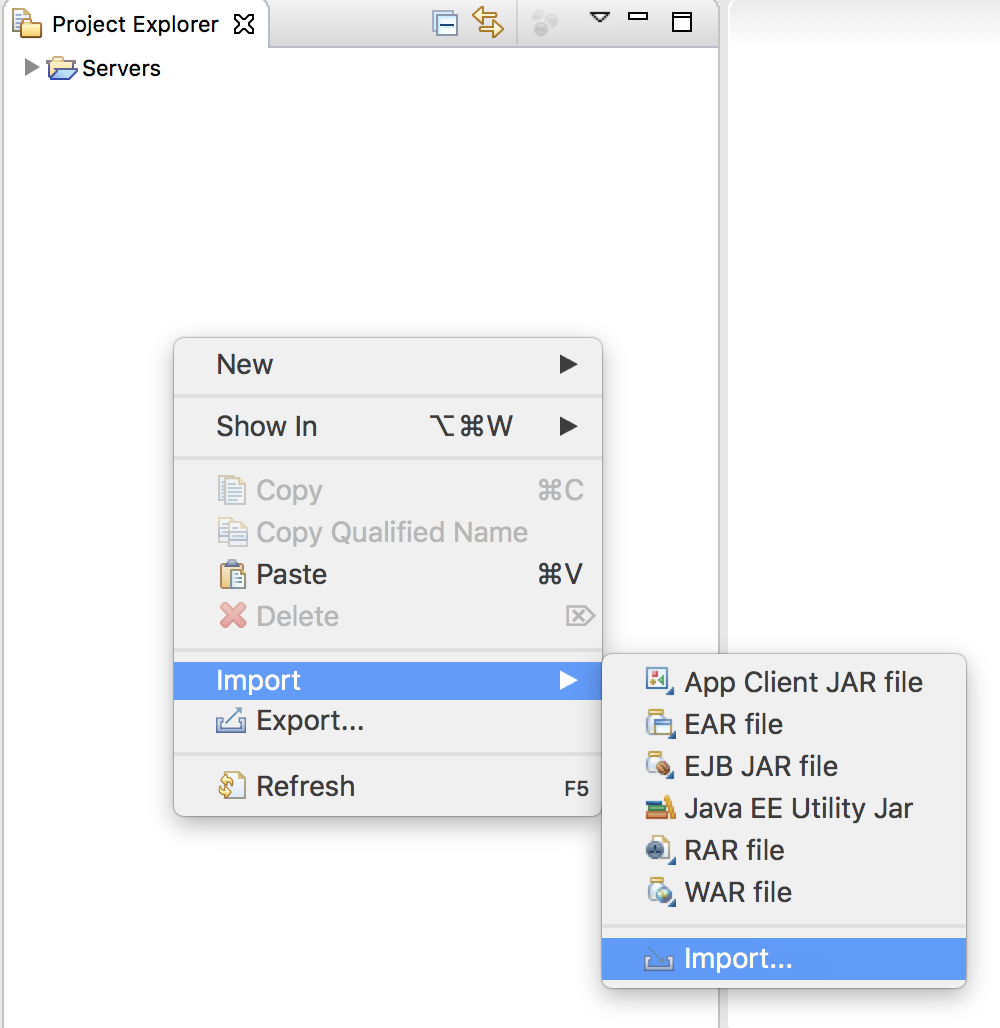 Project Explorer
Servers
New
Show In ⌥⌘W
Copy ⌘C
Copy Qualified Name
Paste ⌘V
Delete ⌦
Import
Export...
Refresh F5
App Client JAR file
EAR file
EJB JAR file
Java EE Utility Jar
RAR file
WAR file
Import...